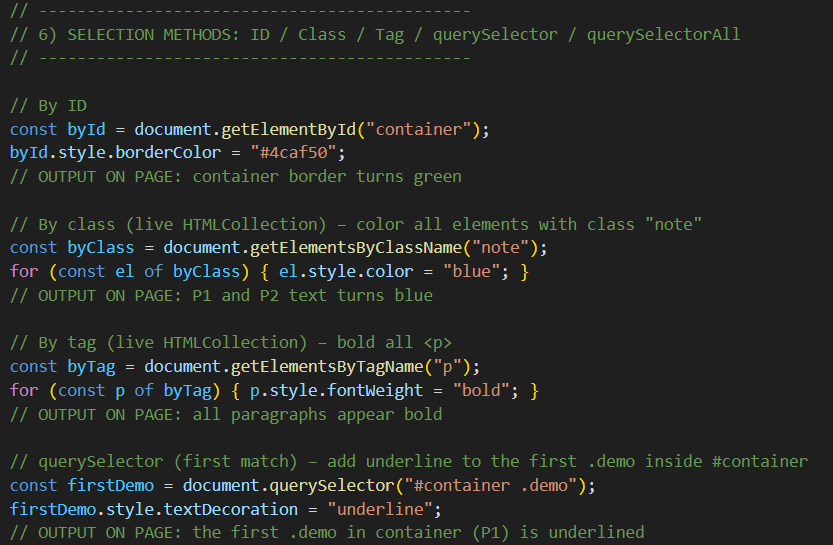 // ---------------------------------------------
// 6) SELECTION METHODS: ID / Class / Tag / querySelector / querySelectorAll
// ---------------------------------------------
// By ID
const byId = document.getElementById("container");
byId.style.borderColor = "#4caf50";
// OUTPUT ON PAGE: container border turns green
// By class (live HTMLCollection) – color all elements with class "note"
const byClass = document.getElementsByClassName("note");
for (const el of byClass) { el.style.color = "blue"; }
// OUTPUT ON PAGE: P1 and P2 text turns blue
// By tag (live HTMLCollection) – bold all <p>
const byTag = document.getElementsByTagName("p");
for (const p of byTag) { p.style.fontWeight = "bold"; }
// OUTPUT ON PAGE: all paragraphs appear bold
// querySelector (first match) – add underline to the first .demo inside #container
const firstDemo = document.querySelector("#container .demo");
firstDemo.style.textDecoration = "underline";
// OUTPUT ON PAGE: the first .demo in container (P1) is underlined